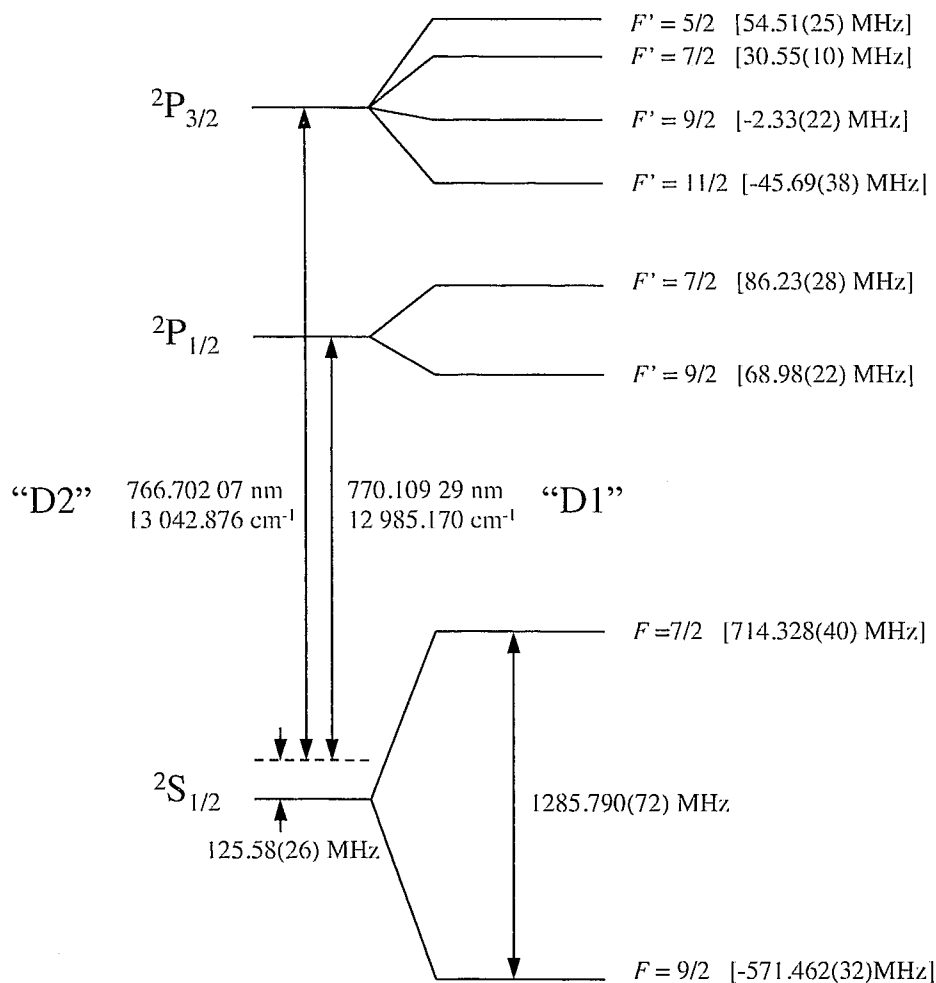 F' = 5/2 [54.51(25) MHz]
F' = 7/2 [30.55(10) MHz]
²P₃/₂
F' = 9/2 [-2.33(22) MHz]
F' = 11/2 [-45.69(38) MHz]
F' = 7/2 [86.23(28) MHz]
²P₁/₂
F' = 9/2 [68.98(22) MHz]
“D2” 766.702 07 nm 770.109 29 nm “D1”
13 042.876 cm⁻¹ 12 985.170 cm⁻¹
F =7/2 [714.328(40) MHz]
²S₁/₂
1285.790(72) MHz
125.58(26) MHz
F = 9/2 [-571.462(32)MHz]